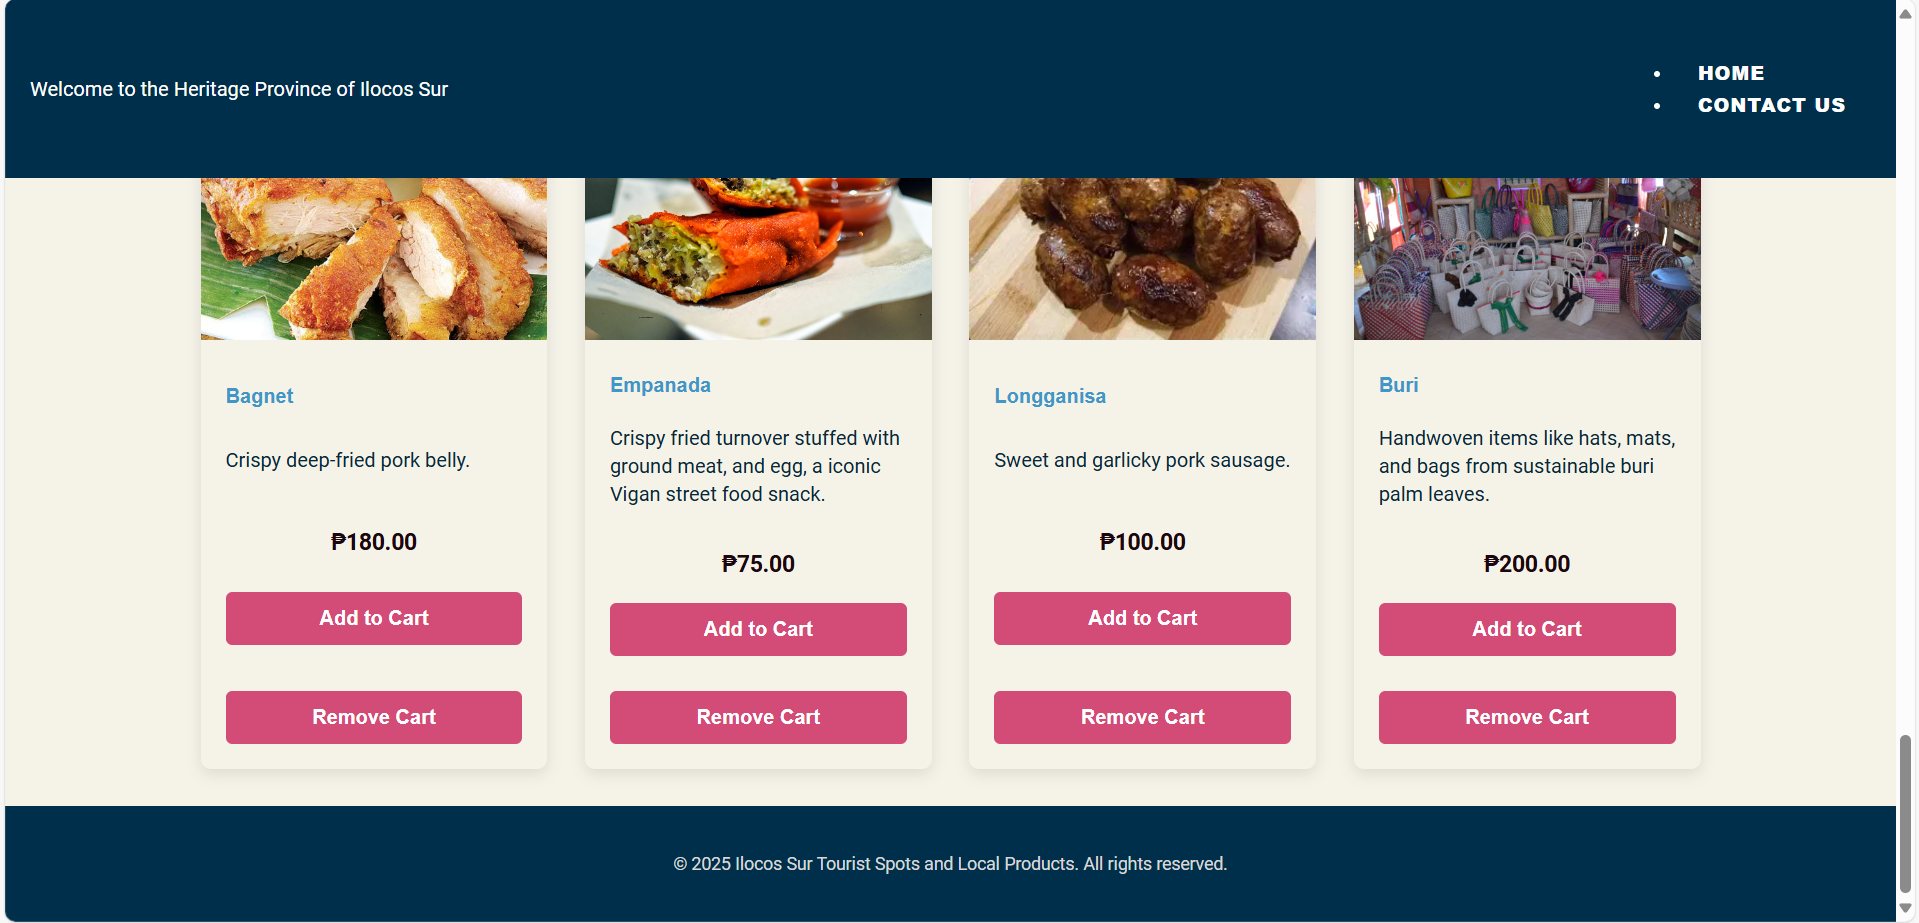 Welcome to the Heritage Province of Ilocos Sur
• HOME
• CONTACT US
Bagnet
Crispy deep-fried pork belly.
₱180.00
Add to Cart
Remove Cart
Empanada
Crispy fried turnover stuffed with
ground meat, and egg, a iconic
Vigan street food snack.
₱75.00
Add to Cart
Remove Cart
Longganisa
Sweet and garlicky pork sausage.
₱100.00
Add to Cart
Remove Cart
Buri
Handwoven items like hats, mats,
and bags from sustainable buri
palm leaves.
₱200.00
Add to Cart
Remove Cart
© 2025 Ilocos Sur Tourist Spots and Local Products. All rights reserved.